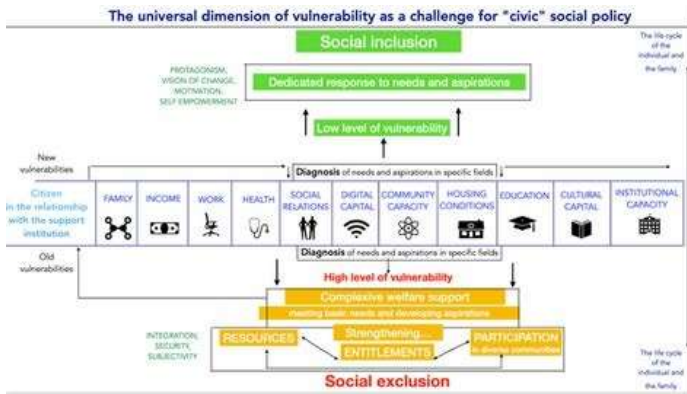 The universal dimension of vulnerability as a challenge for "civic" social policy
Social inclusion
The life cycle
of the
individual and
the family
PROTAGONISM,
VISION OF CHANGE,
MOTIVATION,
SELF EMPOWERMENT
Dedicated response to needs and aspirations
Low level of vulnerability
New
vulnerabilities
Diagnosis of needs and aspirations in specific fields
Citizen
in the relationship
with the support
institution
FAMILY
INCOME
WORK
HEALTH
SOCIAL
RELATIONS
DIGITAL
CAPITAL
COMMUNITY
CAPACITY
HOUSING
CONDITIONS
EDUCATION
CULTURAL
CAPITAL
INSTITUTIONAL
CAPACITY
Old
vulnerabilities
Diagnosis of needs and aspirations in specific fields
High level of vulnerability
Complexive welfare support
meeting basic needs and developing aspirations
INTEGRATION,
SECURITY,
SUBJECTIVITY
RESOURCES
Strengthening...
ENTITLEMENTS
PARTICIPATION
in diverse communities
Social exclusion
The life cycle
of the
individual and
the family